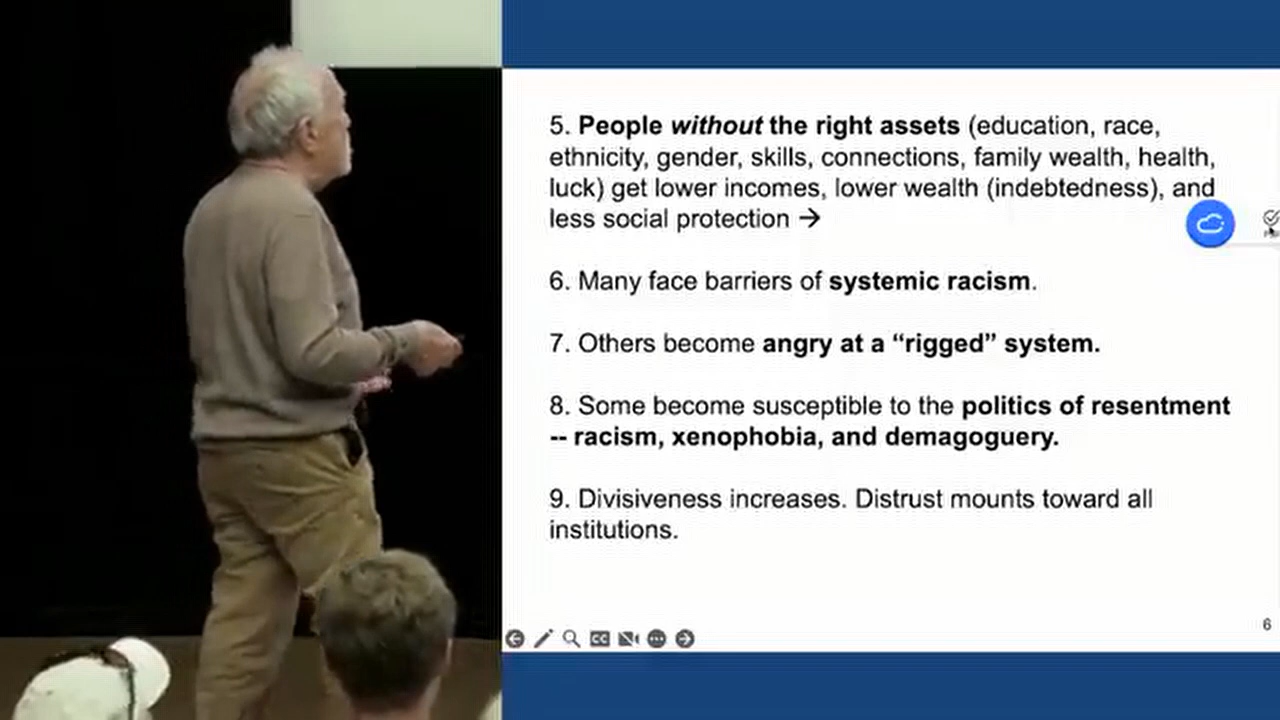 5. People without the right assets (education, race,
ethnicity, gender, skills, connections, family wealth, health,
luck) get lower incomes, lower wealth (indebtedness), and
less social protection →
6. Many face barriers of systemic racism.
7. Others become angry at a “rigged” system.
8. Some become susceptible to the politics of resentment
-- racism, xenophobia, and demagoguery.
9. Divisiveness increases. Distrust mounts toward all
institutions.
6
CC